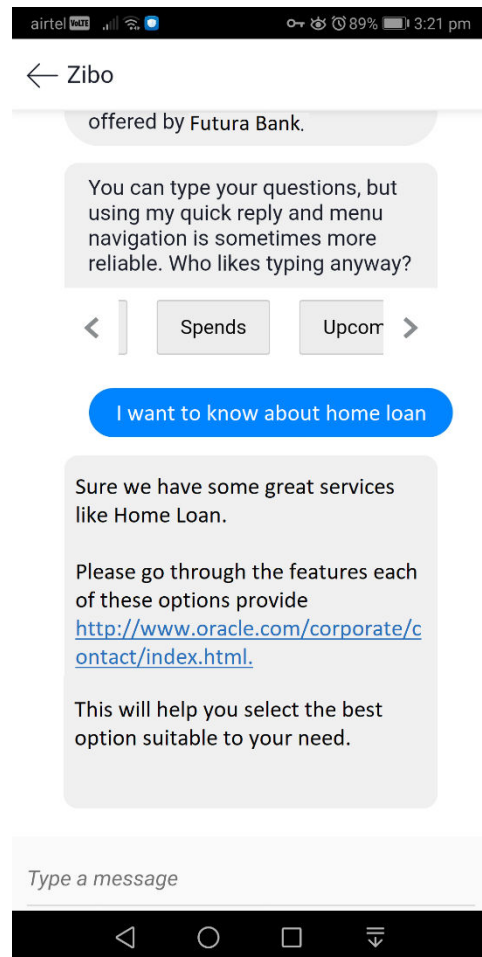 airtel VoLTE 89% 3:21 pm
Zibo
offered by Futura Bank.
You can type your questions, but
using my quick reply and menu
navigation is sometimes more
reliable. Who likes typing anyway?
Spends Upcom
I want to know about home loan
Sure we have some great services
like Home Loan.
Please go through the features each
of these options provide
http://www.oracle.com/corporate/c
ontact/index.html.
This will help you select the best
option suitable to your need.
Type a message